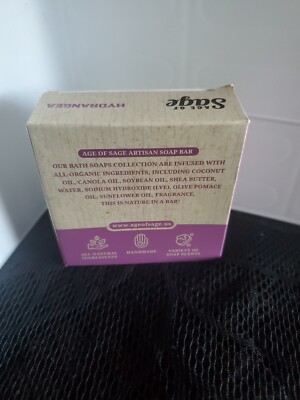 HYDRANGEA
AGE OF
Sage
AGE OF SAGE ARTISAN SOAP BAR
OUR BATH SOAPS COLLECTION ARE INFUSED WITH
ALL ORGANIC INGREDIENTS, INCLUDING COCONUT
OIL, CANOLA OIL, SOYBEAN OIL, SHEA BUTTER,
WATER, SODIUM HYDROXIDE (LYE), OLIVE POMACE
OIL, SUNFLOWER OIL, FRAGRANCE.
THIS IS NATURE IN A BAR!
www.ageofsage.us
ALL NATURAL
INGREDIENTS
HANDMADE
VARIETY OF
SOAP SCENTS